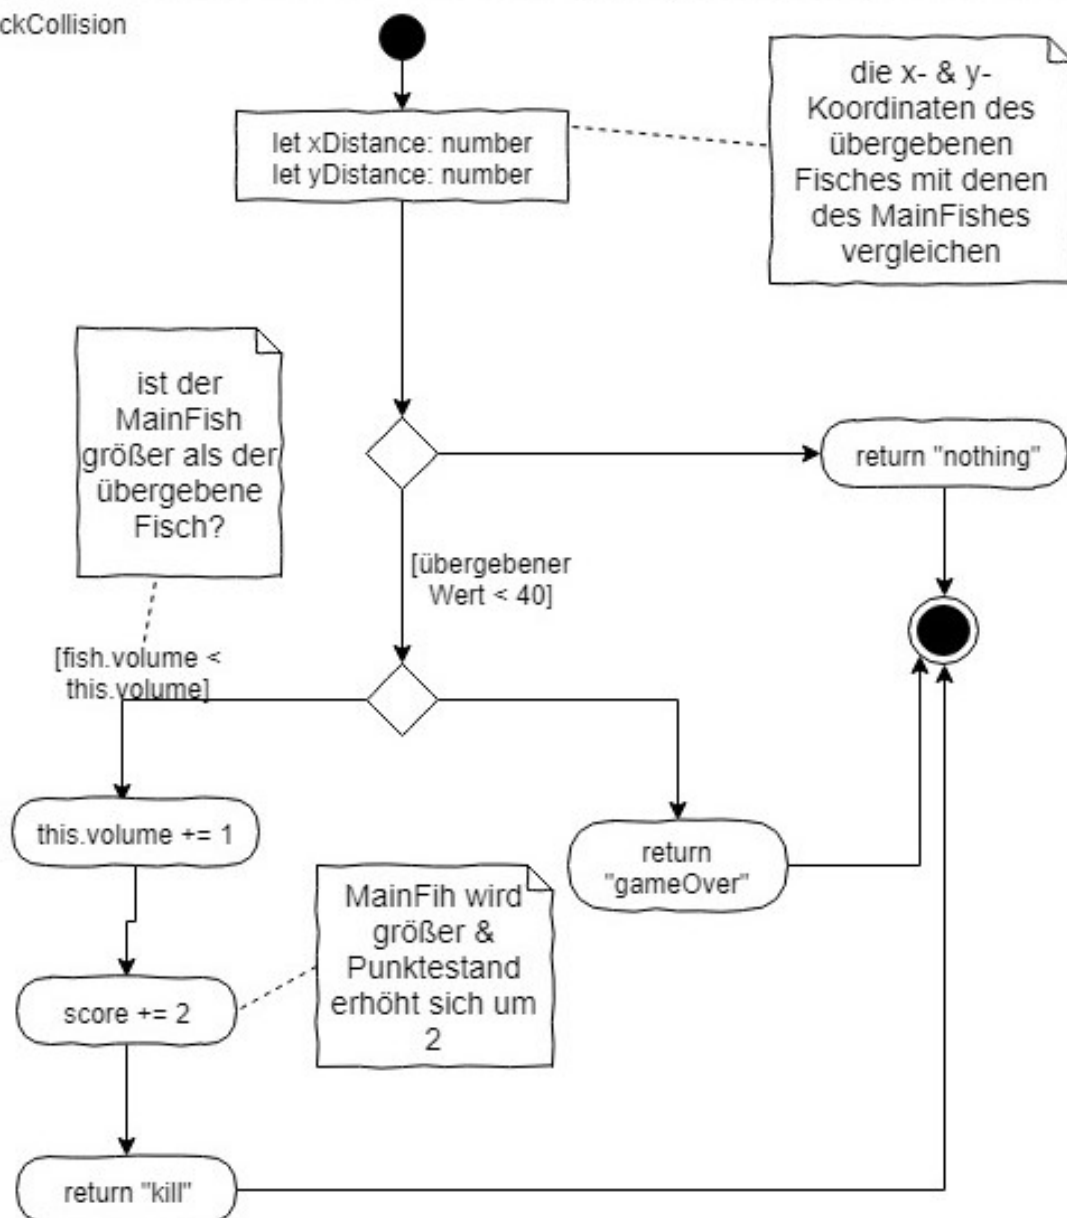 ckCollision
die x- & y-
Koordinaten des
übergebenen
Fisches mit denen
des MainFishes
vergleichen
let xDistance: number
let yDistance: number
ist der
MainFish
größer als der
übergebene
Fisch?
return "nothing"
[übergebener
Wert < 40]
[fish.volume <
this.volume]
this.volume += 1
return
"gameOver"
MainFih wird
größer &
Punktestand
erhöht sich um
2
score += 2
return "kill"